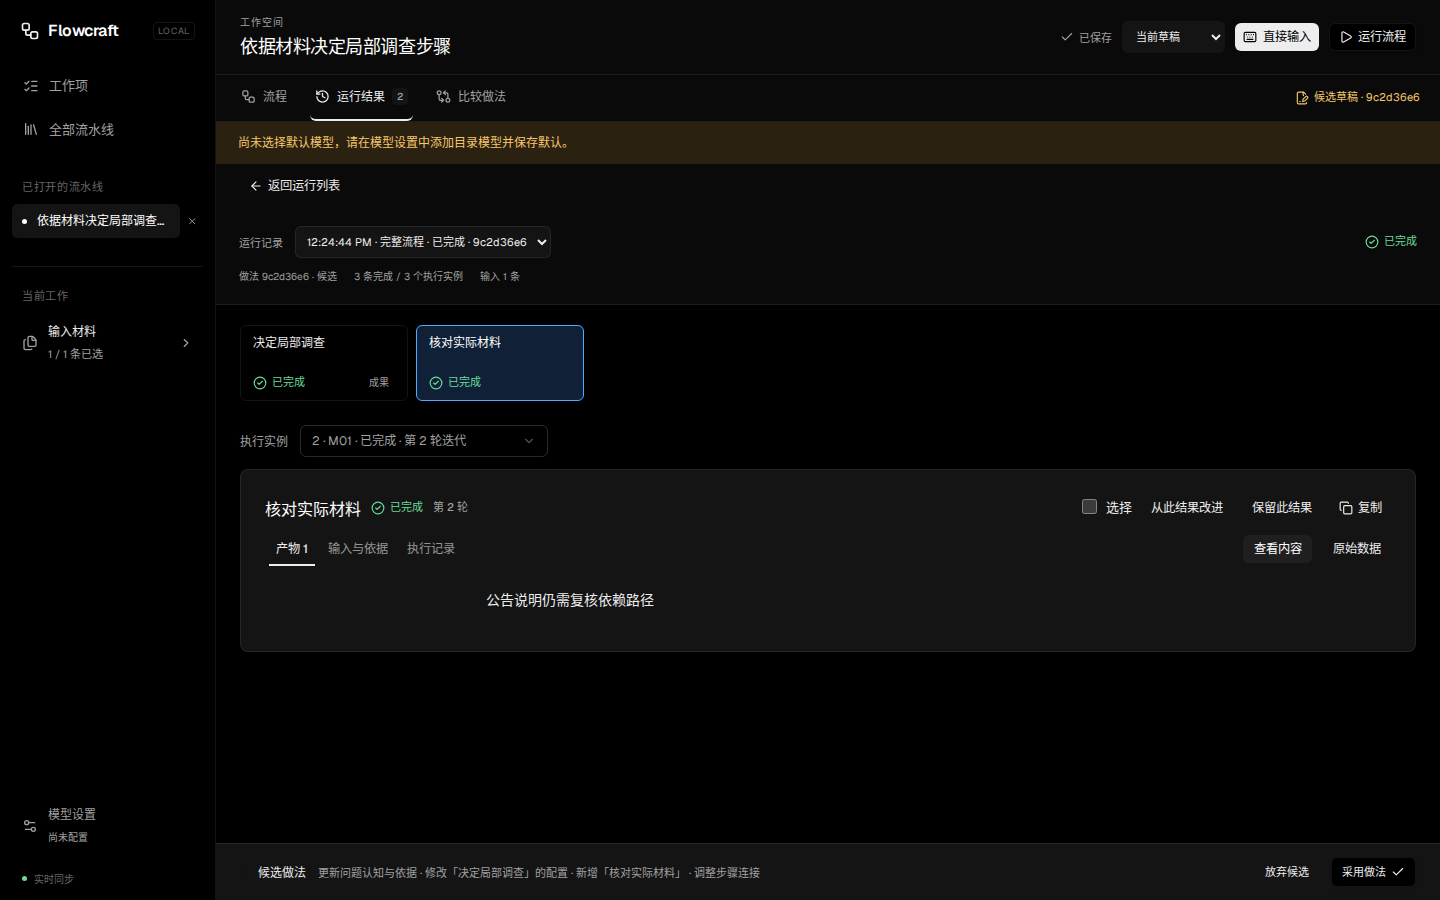 Flowcraft
LOCAL
工作项
全部流水线
已打开的流水线
依据材料决定局部调查...
当前工作
输入材料
1 / 1 条已选
模型设置
尚未配置
实时同步
工作空间
依据材料决定局部调查步骤
已保存
当前草稿
直接输入
运行流程
流程
运行结果 2
比较做法
候选草稿 · 9c2d36e6
尚未选择默认模型，请在模型设置中添加目录模型并保存默认。
返回运行列表
运行记录
12:24:44 PM · 完整流程 · 已完成 · 9c2d36e6
已完成
做法 9c2d36e6 · 候选 3 条完成 / 3 个执行实例 输入 1 条
决定局部调查
已完成 成果
核对实际材料
已完成
执行实例
2 · M01 · 已完成 · 第 2 轮迭代
核对实际材料 已完成 第 2 轮
选择 从此结果改进 保留此结果 复制
产物 1 输入与依据 执行记录
查看内容 原始数据
公告说明仍需复核依赖路径
候选做法 更新问题认知与依据 · 修改「决定局部调查」的配置 · 新增「核对实际材料」 · 调整步骤连接
放弃候选 采用做法